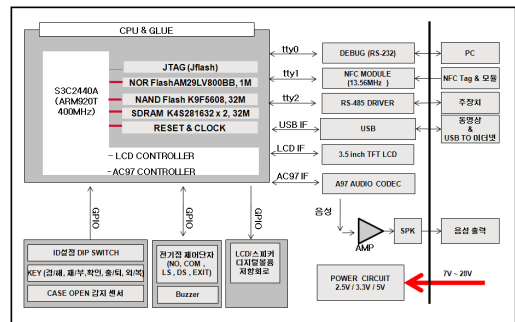 CPU & GLUE
S3C2440A
(ARM920T
400MHz)
JTAG (Jflash)
NOR FlashAM29LV800BB, 1M
NAND Flash K9F5608, 32M
SDRAM K4S281632 x 2, 32M
RESET & CLOCK
- LCD CONTROLLER
- AC97 CONTROLLER
tty0
tty1
tty2
USB IF
LCD IF
AC97 IF
DEBUG (RS-232)
NFC MODULE
(13.56MHz )
RS-485 DRIVER
USB
3.5 inch TFT LCD
A97 AUDIO CODEC
PC
NFC Tag & 모듈
주장치
동영상
&
USB TO 이더넷
GPIO
GPIO
GPIO
음성
AMP
SPK
음성 출력
ID설정 DIP SWITCH
KEY (경/해, 재/부,확인, 출/퇴, 외/복)
CASE OPEN 감지 센서
전기정 제어단자
(NO, COM ,
LS , DS , EXIT)
Buzzer
LCD/스피커
디지털볼륨
저항회로
POWER CIRCUIT
2.5V / 3.3V / 5V
7V ~ 28V